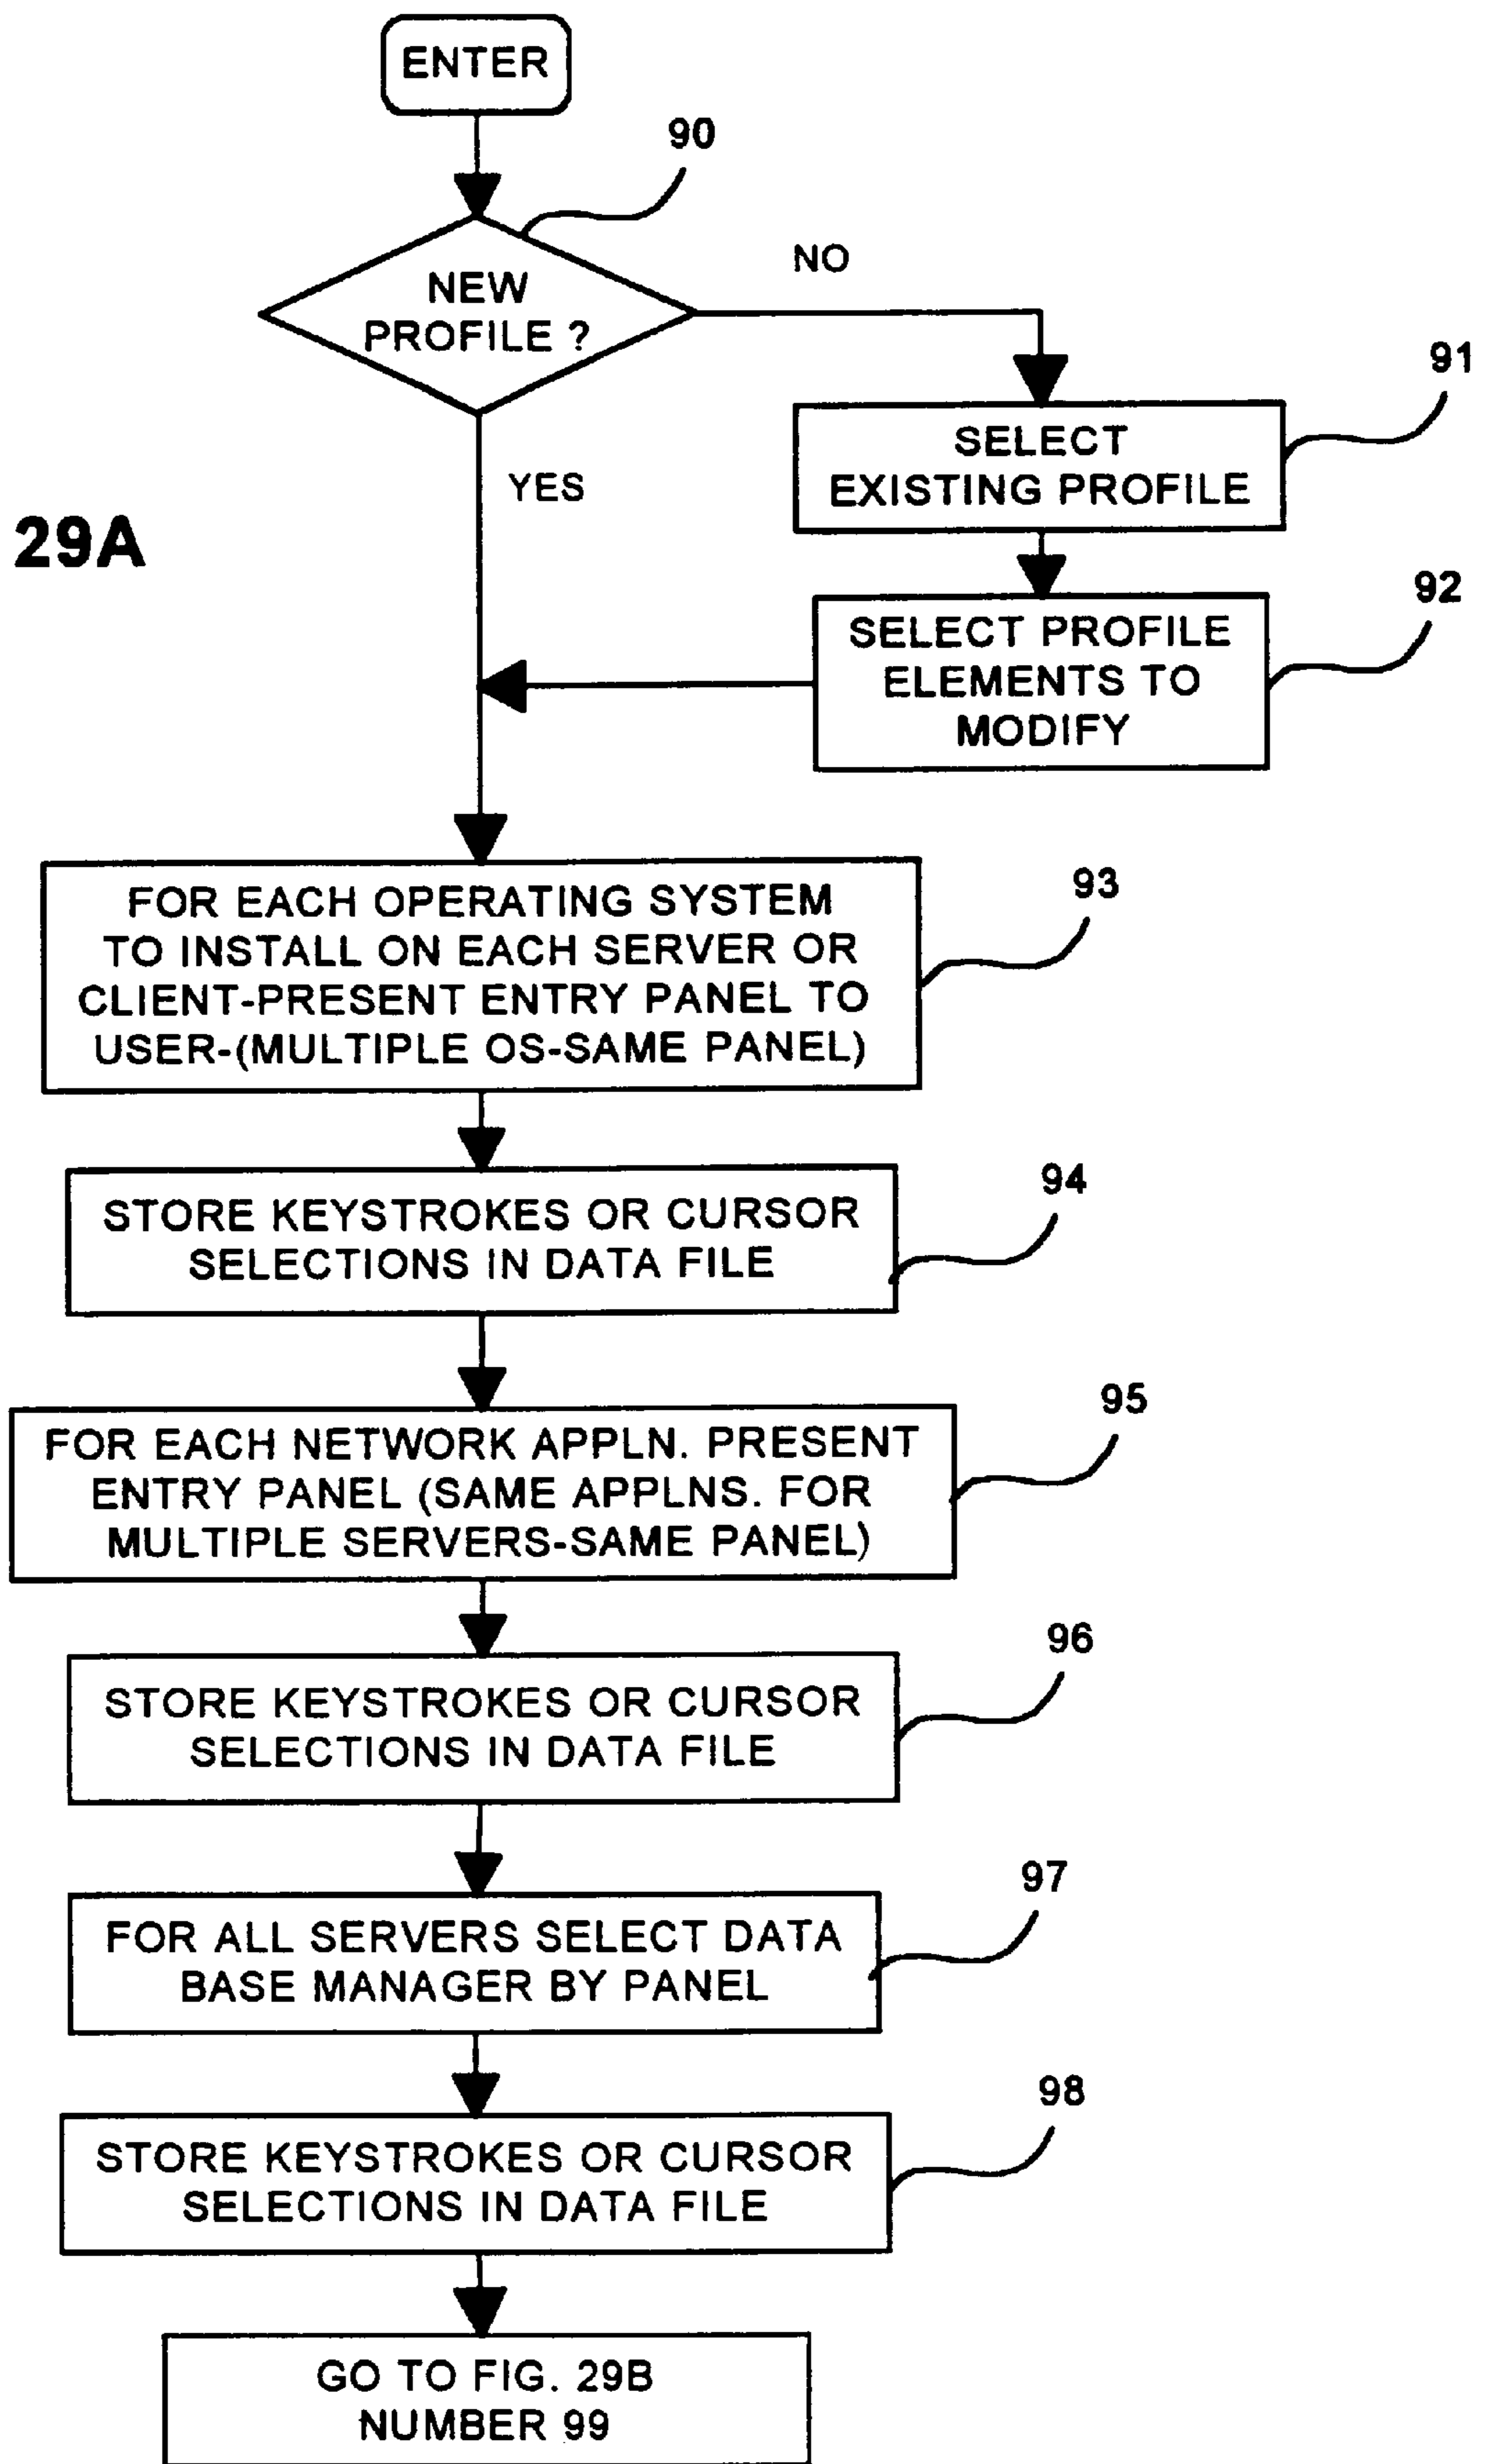 ENTER
90
NEW
PROFILE ?
NO
YES
91
SELECT
EXISTING PROFILE
29A
92
SELECT PROFILE
ELEMENTS TO
MODIFY
93
FOR EACH OPERATING SYSTEM
TO INSTALL ON EACH SERVER OR
CLIENT-PRESENT ENTRY PANEL TO
USER-(MULTIPLE OS-SAME PANEL)
94
STORE KEYSTROKES OR CURSOR
SELECTIONS IN DATA FILE
95
FOR EACH NETWORK APPLN. PRESENT
ENTRY PANEL (SAME APPLNS. FOR
MULTIPLE SERVERS-SAME PANEL)
96
STORE KEYSTROKES OR CURSOR
SELECTIONS IN DATA FILE
97
FOR ALL SERVERS SELECT DATA
BASE MANAGER BY PANEL
98
STORE KEYSTROKES OR CURSOR
SELECTIONS IN DATA FILE
GO TO FIG. 29B
NUMBER 99